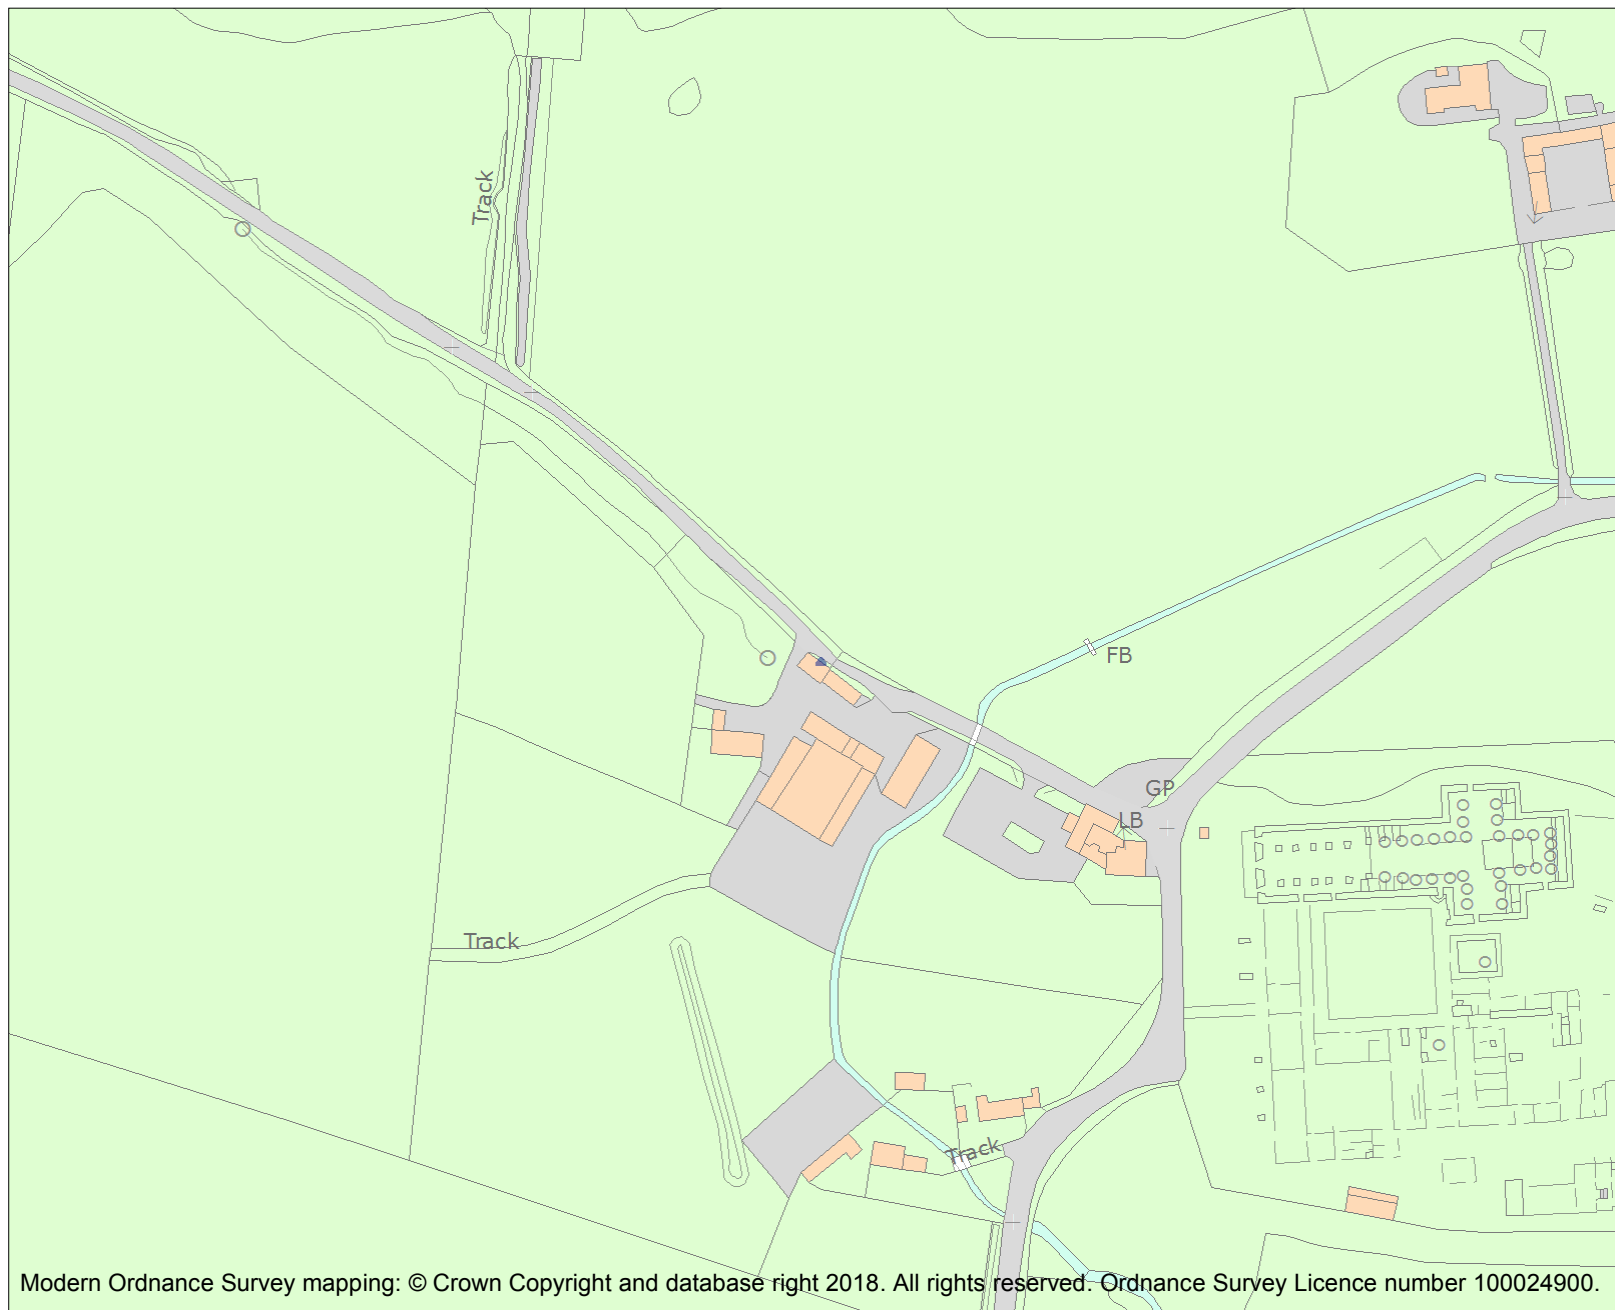 Track
FB
GP
LB
Track
Track
Modern Ordnance Survey mapping: © Crown Copyright and database right 2018. All rights reserved. Ordnance Survey Licence number 100024900.